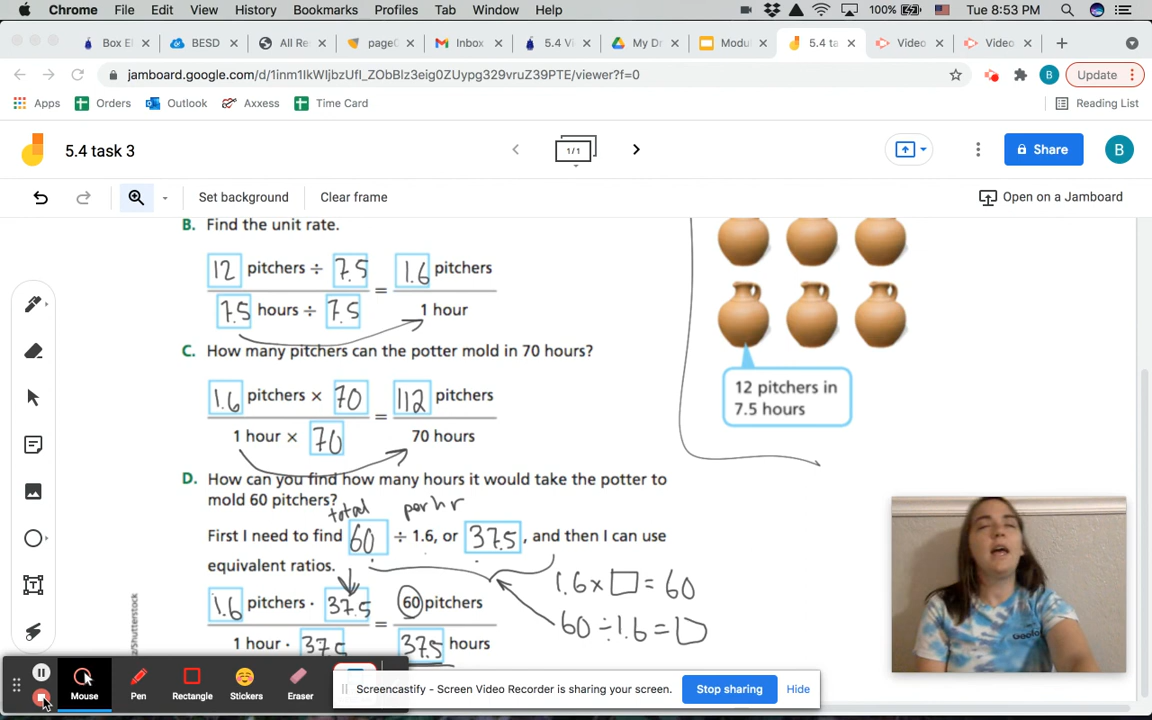 Chrome File Edit View History Bookmarks Profiles Tab Window Help 100% Tue 8:53 PM
Box Ef BESD All Re page( Inbox 5.4 Vi My Dr Modu 5.4 ta Video Video
jamboard.google.com/d/1inm1IkWIjbzUfI_ZObBlz3eig0ZUypg329vruZ39PTE/viewer?f=0 B Update
Apps Orders Outlook Axxess Time Card Reading List
5.4 task 3 1/1 Share B
Set background Clear frame Open on a Jamboard
B. Find the unit rate.
12 pitchers ÷ 7.5 = 1.6 pitchers
7.5 hours ÷ 7.5 1 hour
C. How many pitchers can the potter mold in 70 hours?
1.6 pitchers × 70 = 112 pitchers
1 hour × 70 70 hours
12 pitchers in
7.5 hours
D. How can you find how many hours it would take the potter to
mold 60 pitchers?
total per hr
First I need to find 60 ÷ 1.6, or 37.5, and then I can use
equivalent ratios.
1.6 x □ = 60
60 ÷ 1.6 = □
1.6 pitchers · 37.5 = 60 pitchers
1 hour · 37.5 37.5 hours
z/Shutterstock
Mouse Pen Rectangle Stickers Eraser
Screencastify - Screen Video Recorder is sharing your screen. Stop sharing Hide